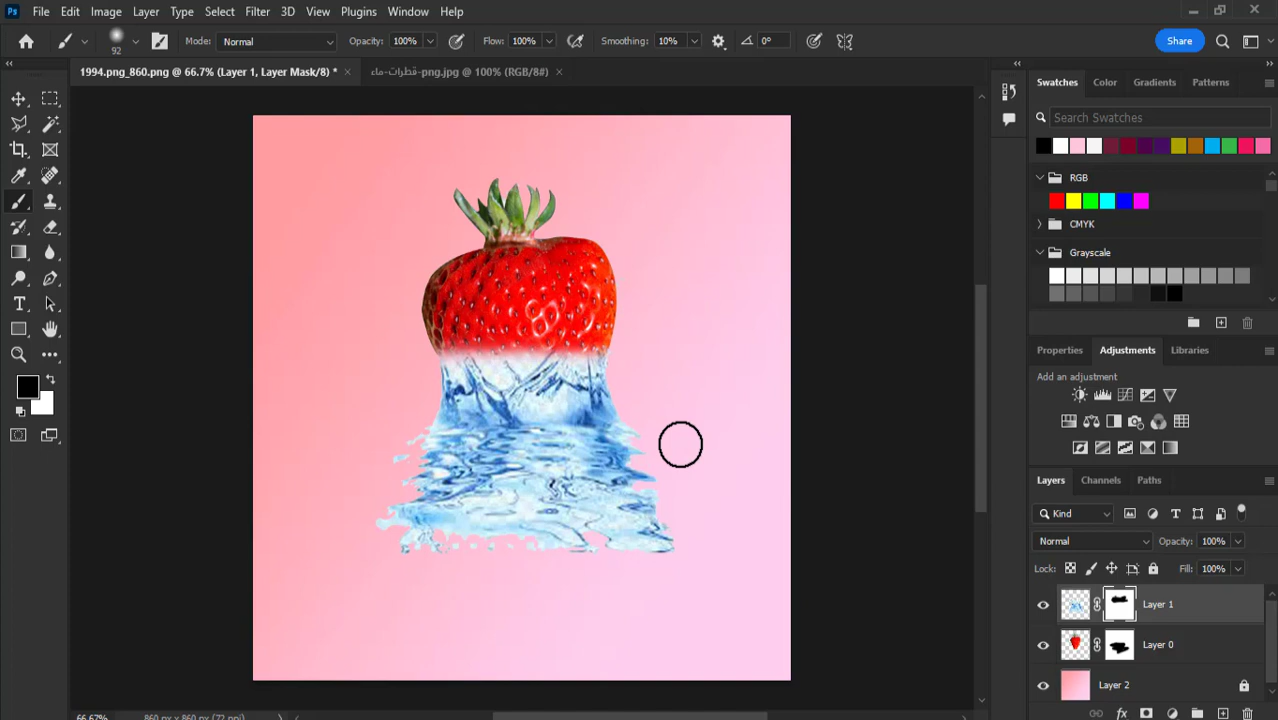 Ps File Edit Image Layer Type Select Filter 3D View Plugins Window Help
92 Mode: Normal Opacity: 100% Flow: 100% Smoothing: 10% 0° Share
1994.png_860.png @ 66.7% (Layer 1, Layer Mask/8) * × قطرات-ماء-png.jpg @ 100% (RGB/8#) ×
Swatches Color Gradients Patterns
Search Swatches
RGB
CMYK
Grayscale
Properties Adjustments Libraries
Add an adjustment
Layers Channels Paths
Kind
Normal Opacity: 100%
Lock: Fill: 100%
Layer 1
Layer 0
Layer 2
66.67% 860 px x 860 px (72 ppi)